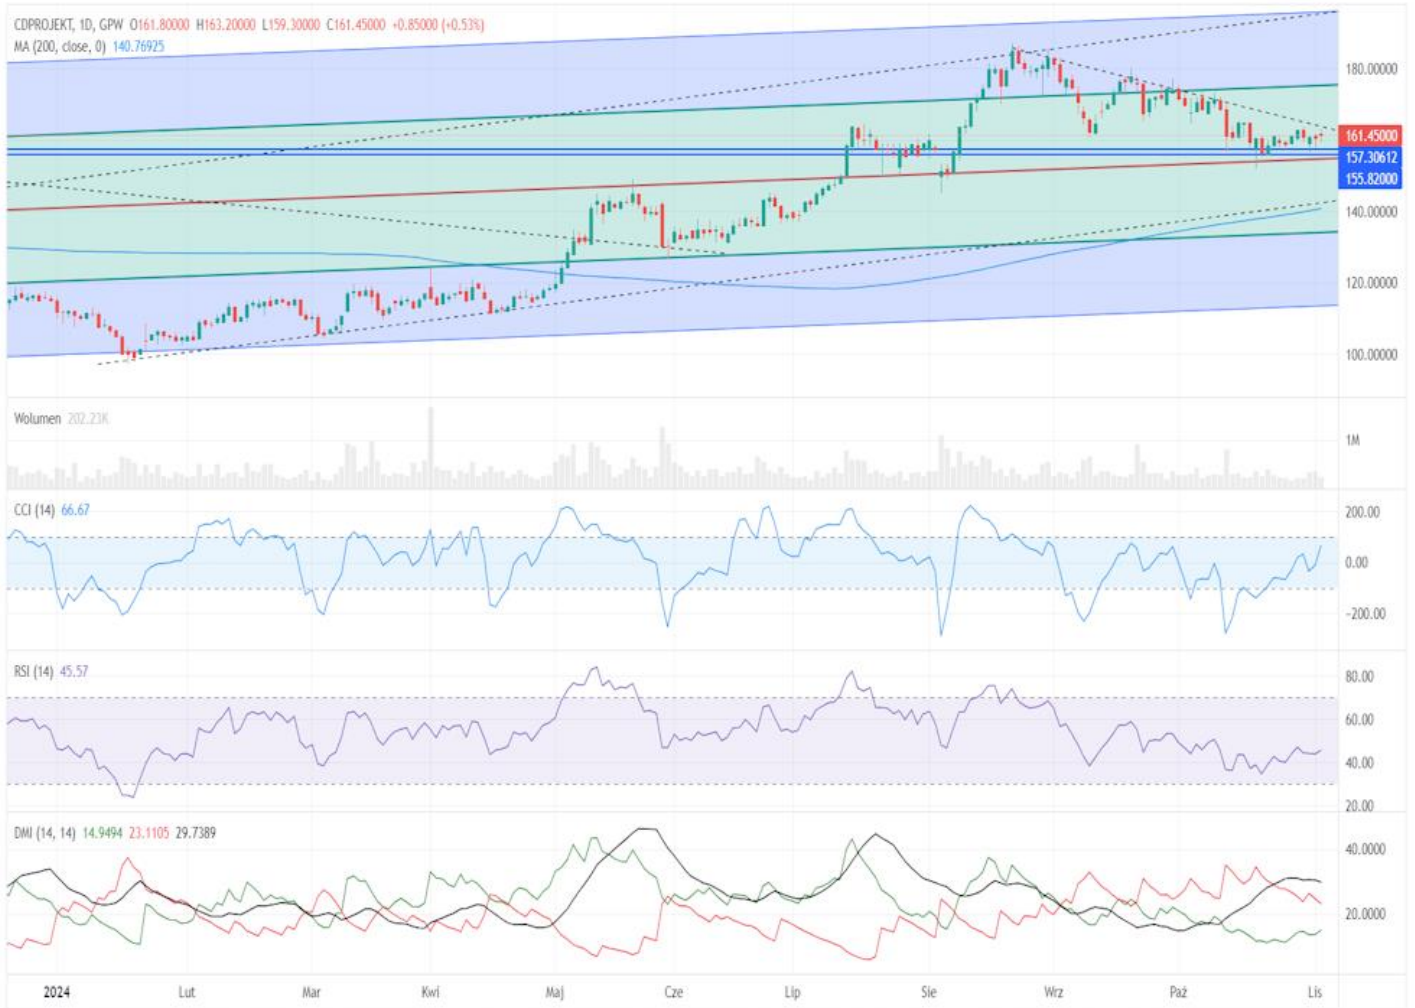 CDPROJEKT, 1D, GPW O161.80000 H163.20000 L159.30000 C161.45000 +0.85000 (+0.53%)
MA (200, close, 0) 140.76925
180.00000
161.45000
157.30612
155.82000
140.00000
120.00000
100.00000
Wolumen 202.23K
1M
CCI (14) 66.67
200.00
0.00
-200.00
RSI (14) 45.57
80.00
60.00
40.00
20.00
DMI (14, 14) 14.9494 23.1105 29.7389
40.0000
20.0000
2024 Lut Mar Kwi Maj Cze Lip Sie Wrz Paź Lis